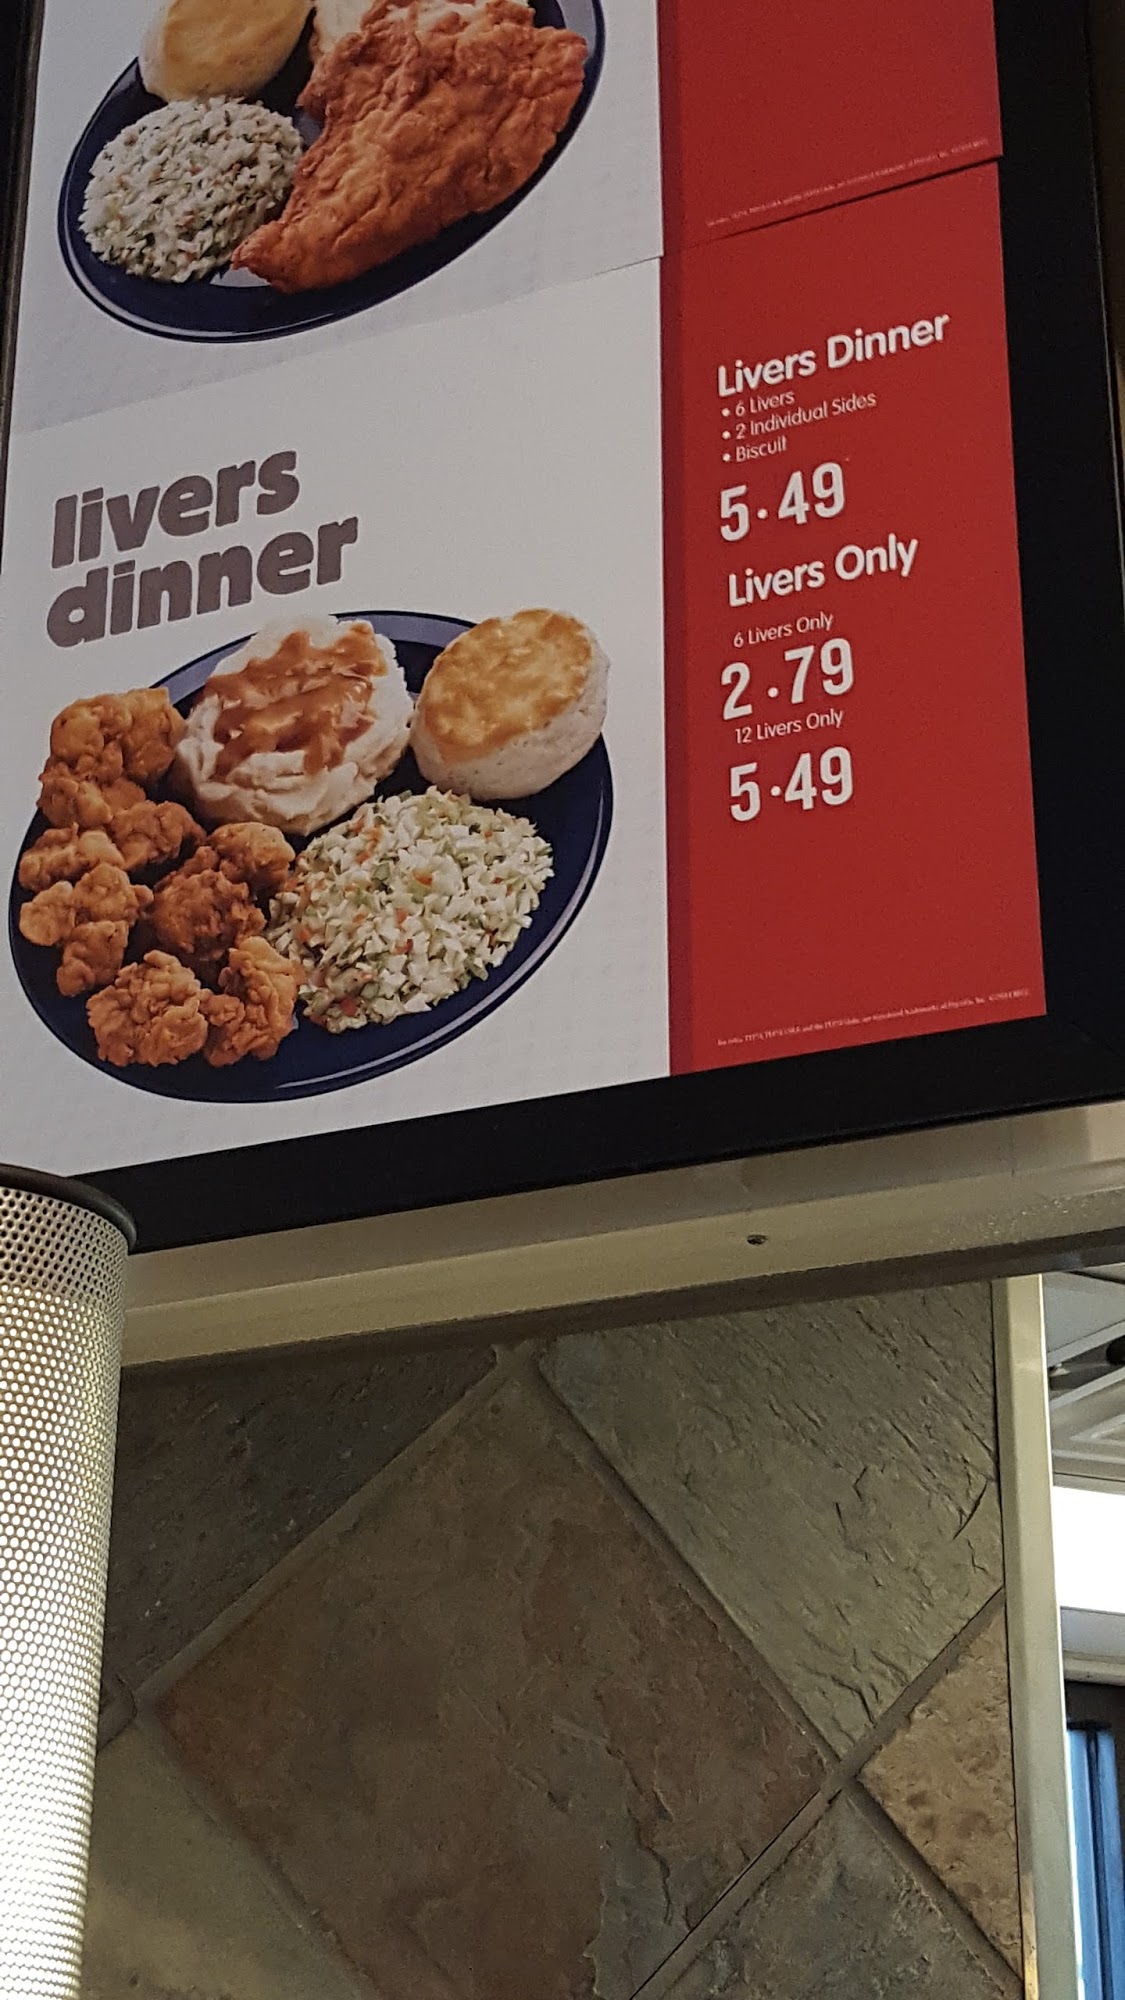 livers
dinner
Livers Dinner
• 6 Livers
• 2 Individual Sides
• Biscuit
5.49
Livers Only
6 Livers Only
2.79
12 Livers Only
5.49